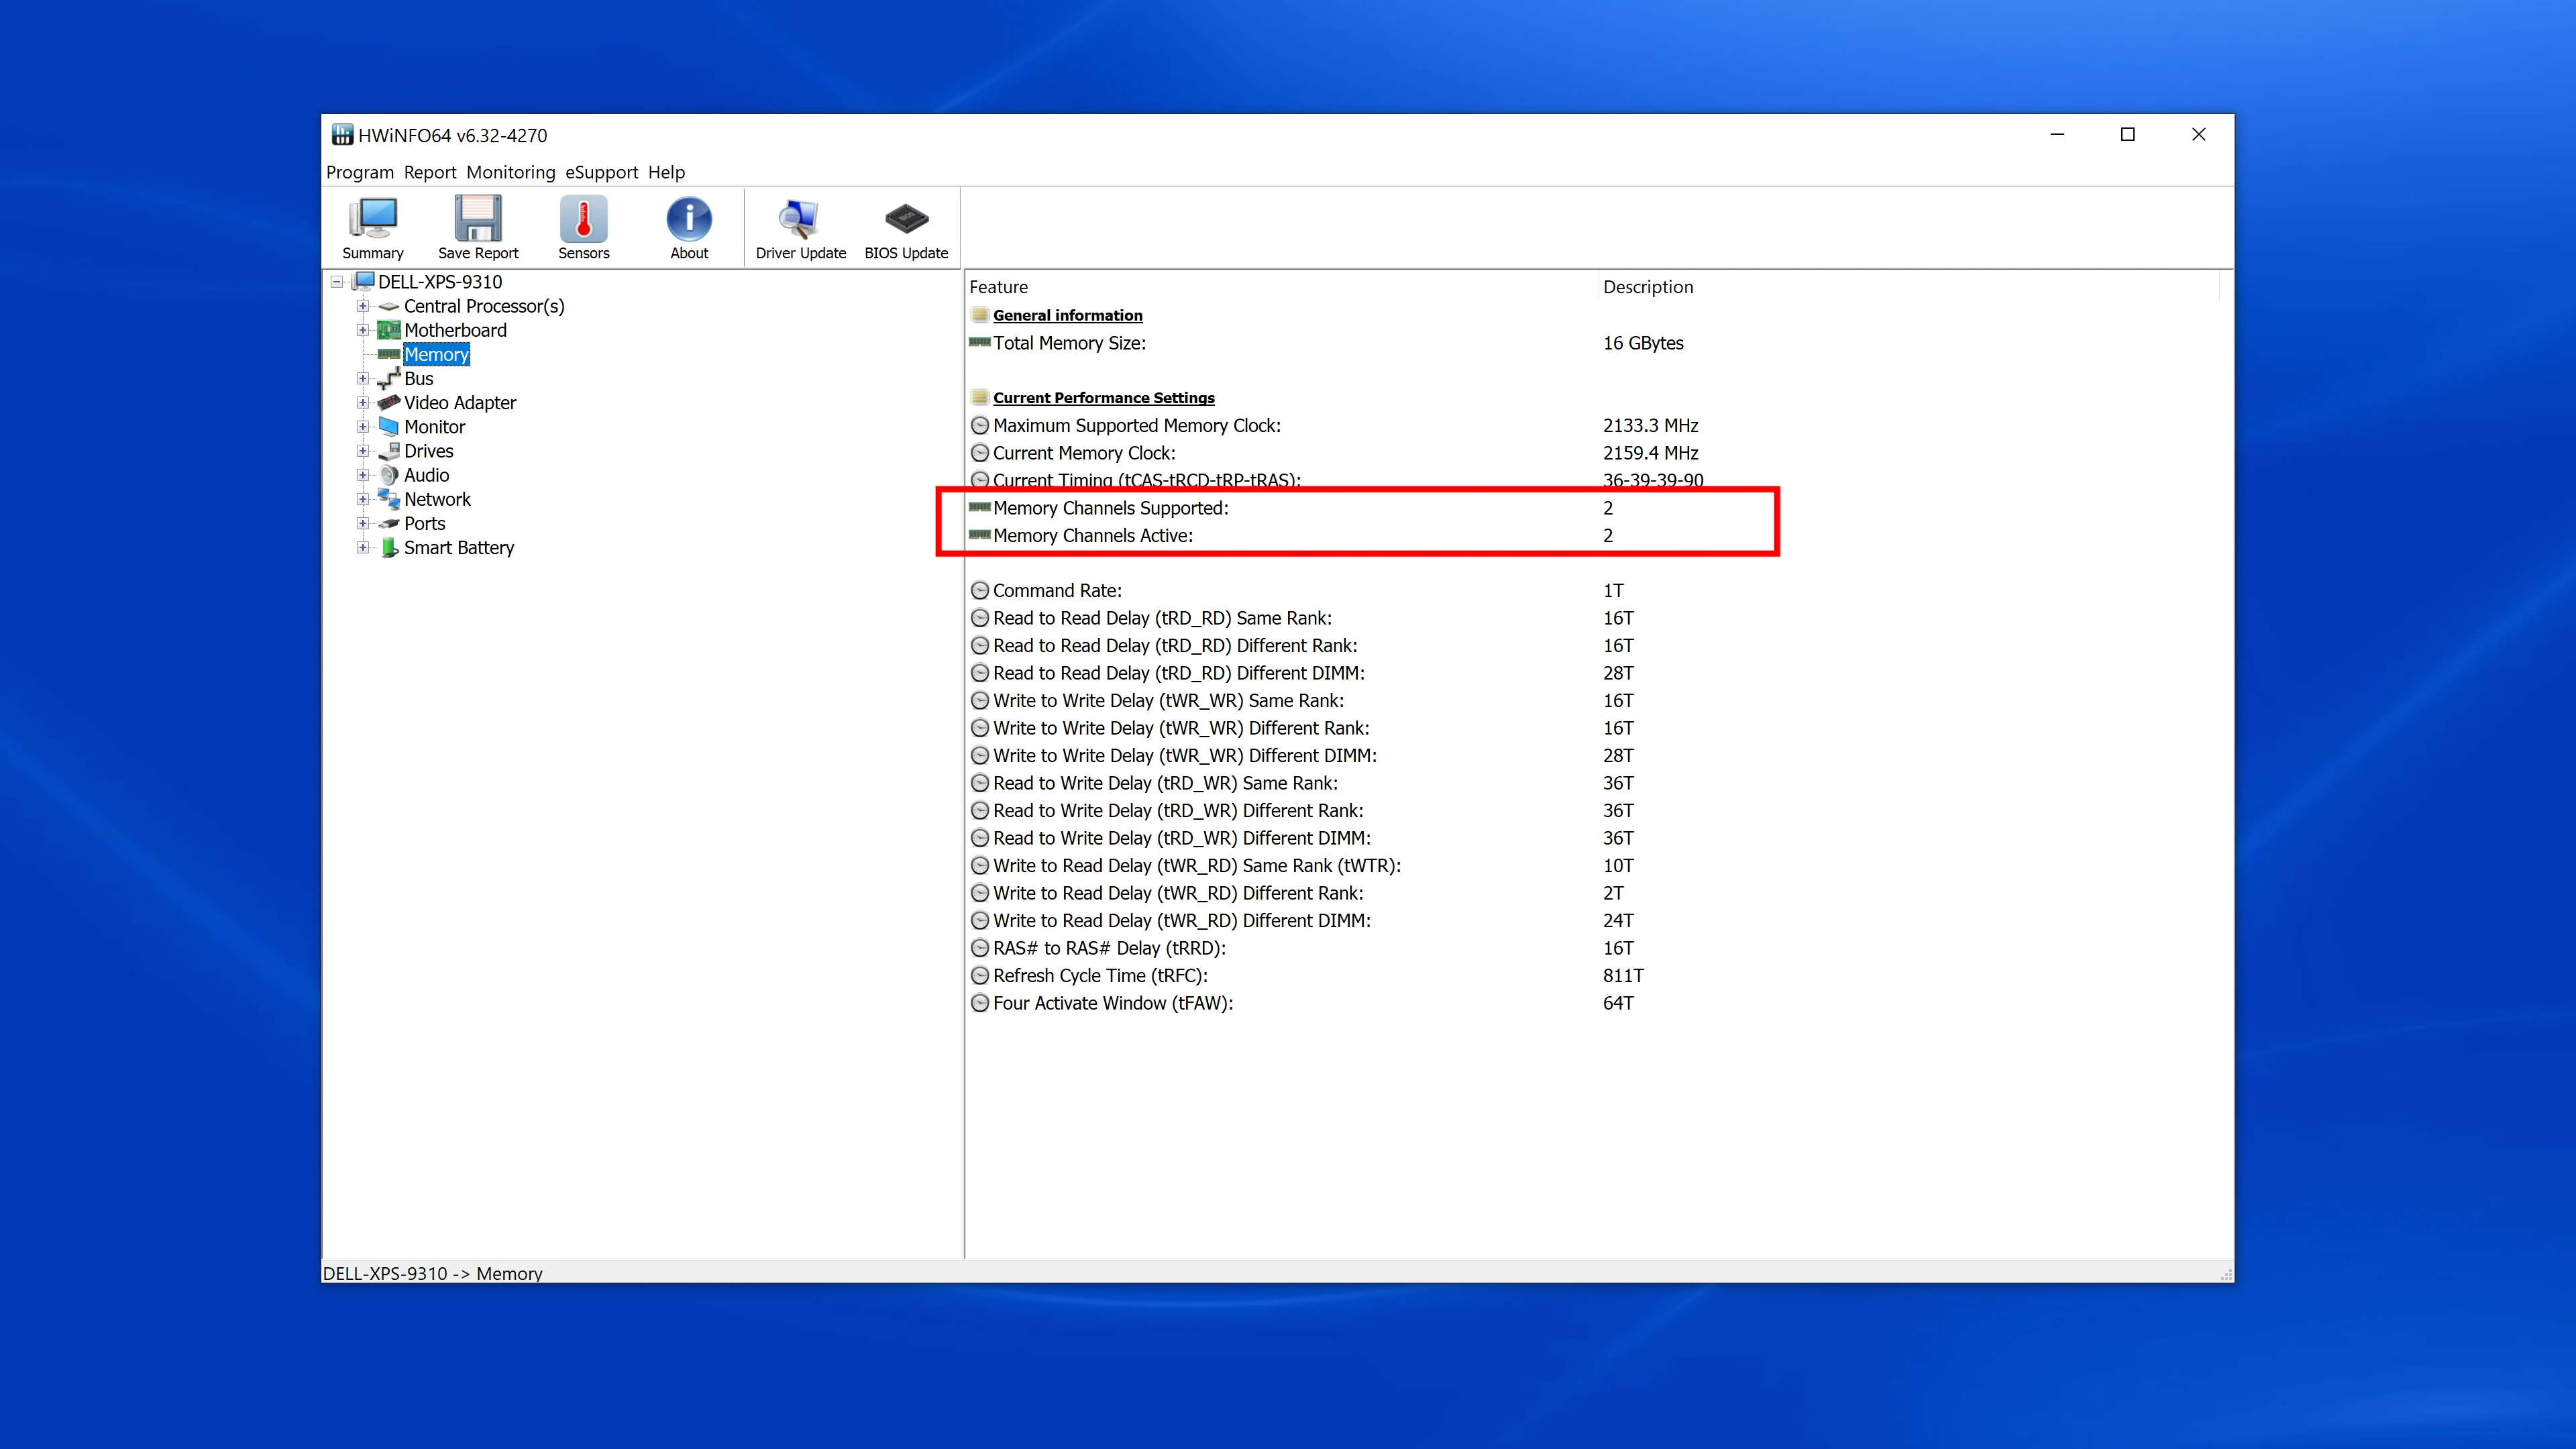 HWiNFO64 v6.32-4270
Program Report Monitoring eSupport Help
Summary
Save Report
Sensors
About
Driver Update
BIOS Update
DELL-XPS-9310
Central Processor(s)
Motherboard
Memory
Bus
Video Adapter
Monitor
Drives
Audio
Network
Ports
Smart Battery
Feature Description
General information
Total Memory Size: 16 GBytes
Current Performance Settings
Maximum Supported Memory Clock: 2133.3 MHz
Current Memory Clock: 2159.4 MHz
Current Timing (tCAS-tRCD-tRP-tRAS): 36-39-39-90
Memory Channels Supported: 2
Memory Channels Active: 2
Command Rate: 1T
Read to Read Delay (tRD_RD) Same Rank: 16T
Read to Read Delay (tRD_RD) Different Rank: 16T
Read to Read Delay (tRD_RD) Different DIMM: 28T
Write to Write Delay (tWR_WR) Same Rank: 16T
Write to Write Delay (tWR_WR) Different Rank: 16T
Write to Write Delay (tWR_WR) Different DIMM: 28T
Read to Write Delay (tRD_WR) Same Rank: 36T
Read to Write Delay (tRD_WR) Different Rank: 36T
Read to Write Delay (tRD_WR) Different DIMM: 36T
Write to Read Delay (tWR_RD) Same Rank (tWTR): 10T
Write to Read Delay (tWR_RD) Different Rank: 2T
Write to Read Delay (tWR_RD) Different DIMM: 24T
RAS# to RAS# Delay (tRRD): 16T
Refresh Cycle Time (tRFC): 811T
Four Activate Window (tFAW): 64T
DELL-XPS-9310 -> Memory